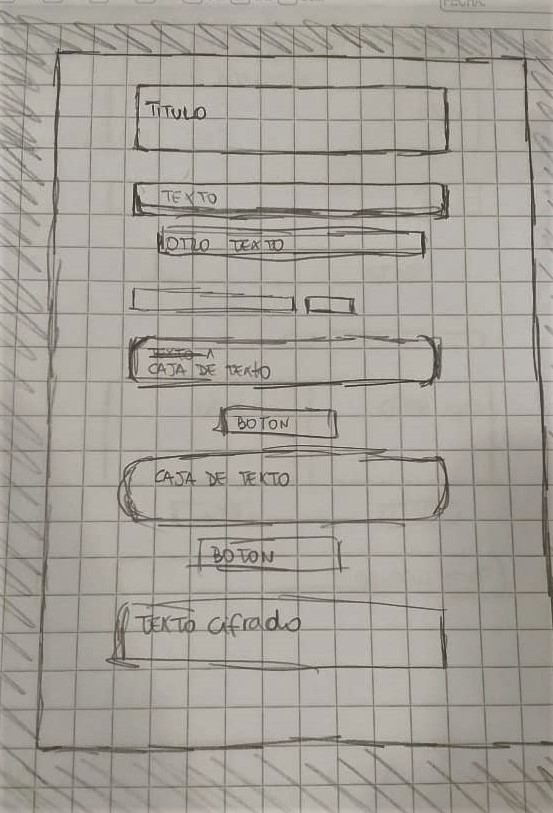 FECHA:
TITULO
TEXTO
OTRO TEXTO
TEXTO A
CAJA DE TEXTO
BOTON
CAJA DE TEXTO
BOTON
TEXTO cifrado